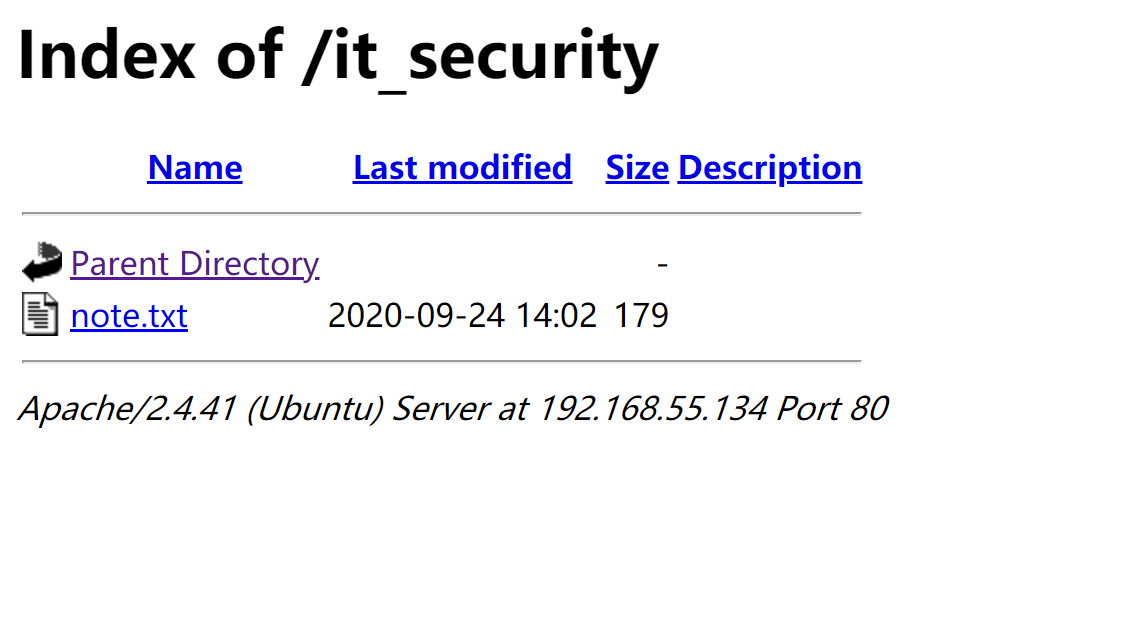 Index of /it_security
Name Last modified Size Description
Parent Directory -
note.txt 2020-09-24 14:02 179
Apache/2.4.41 (Ubuntu) Server at 192.168.55.134 Port 80